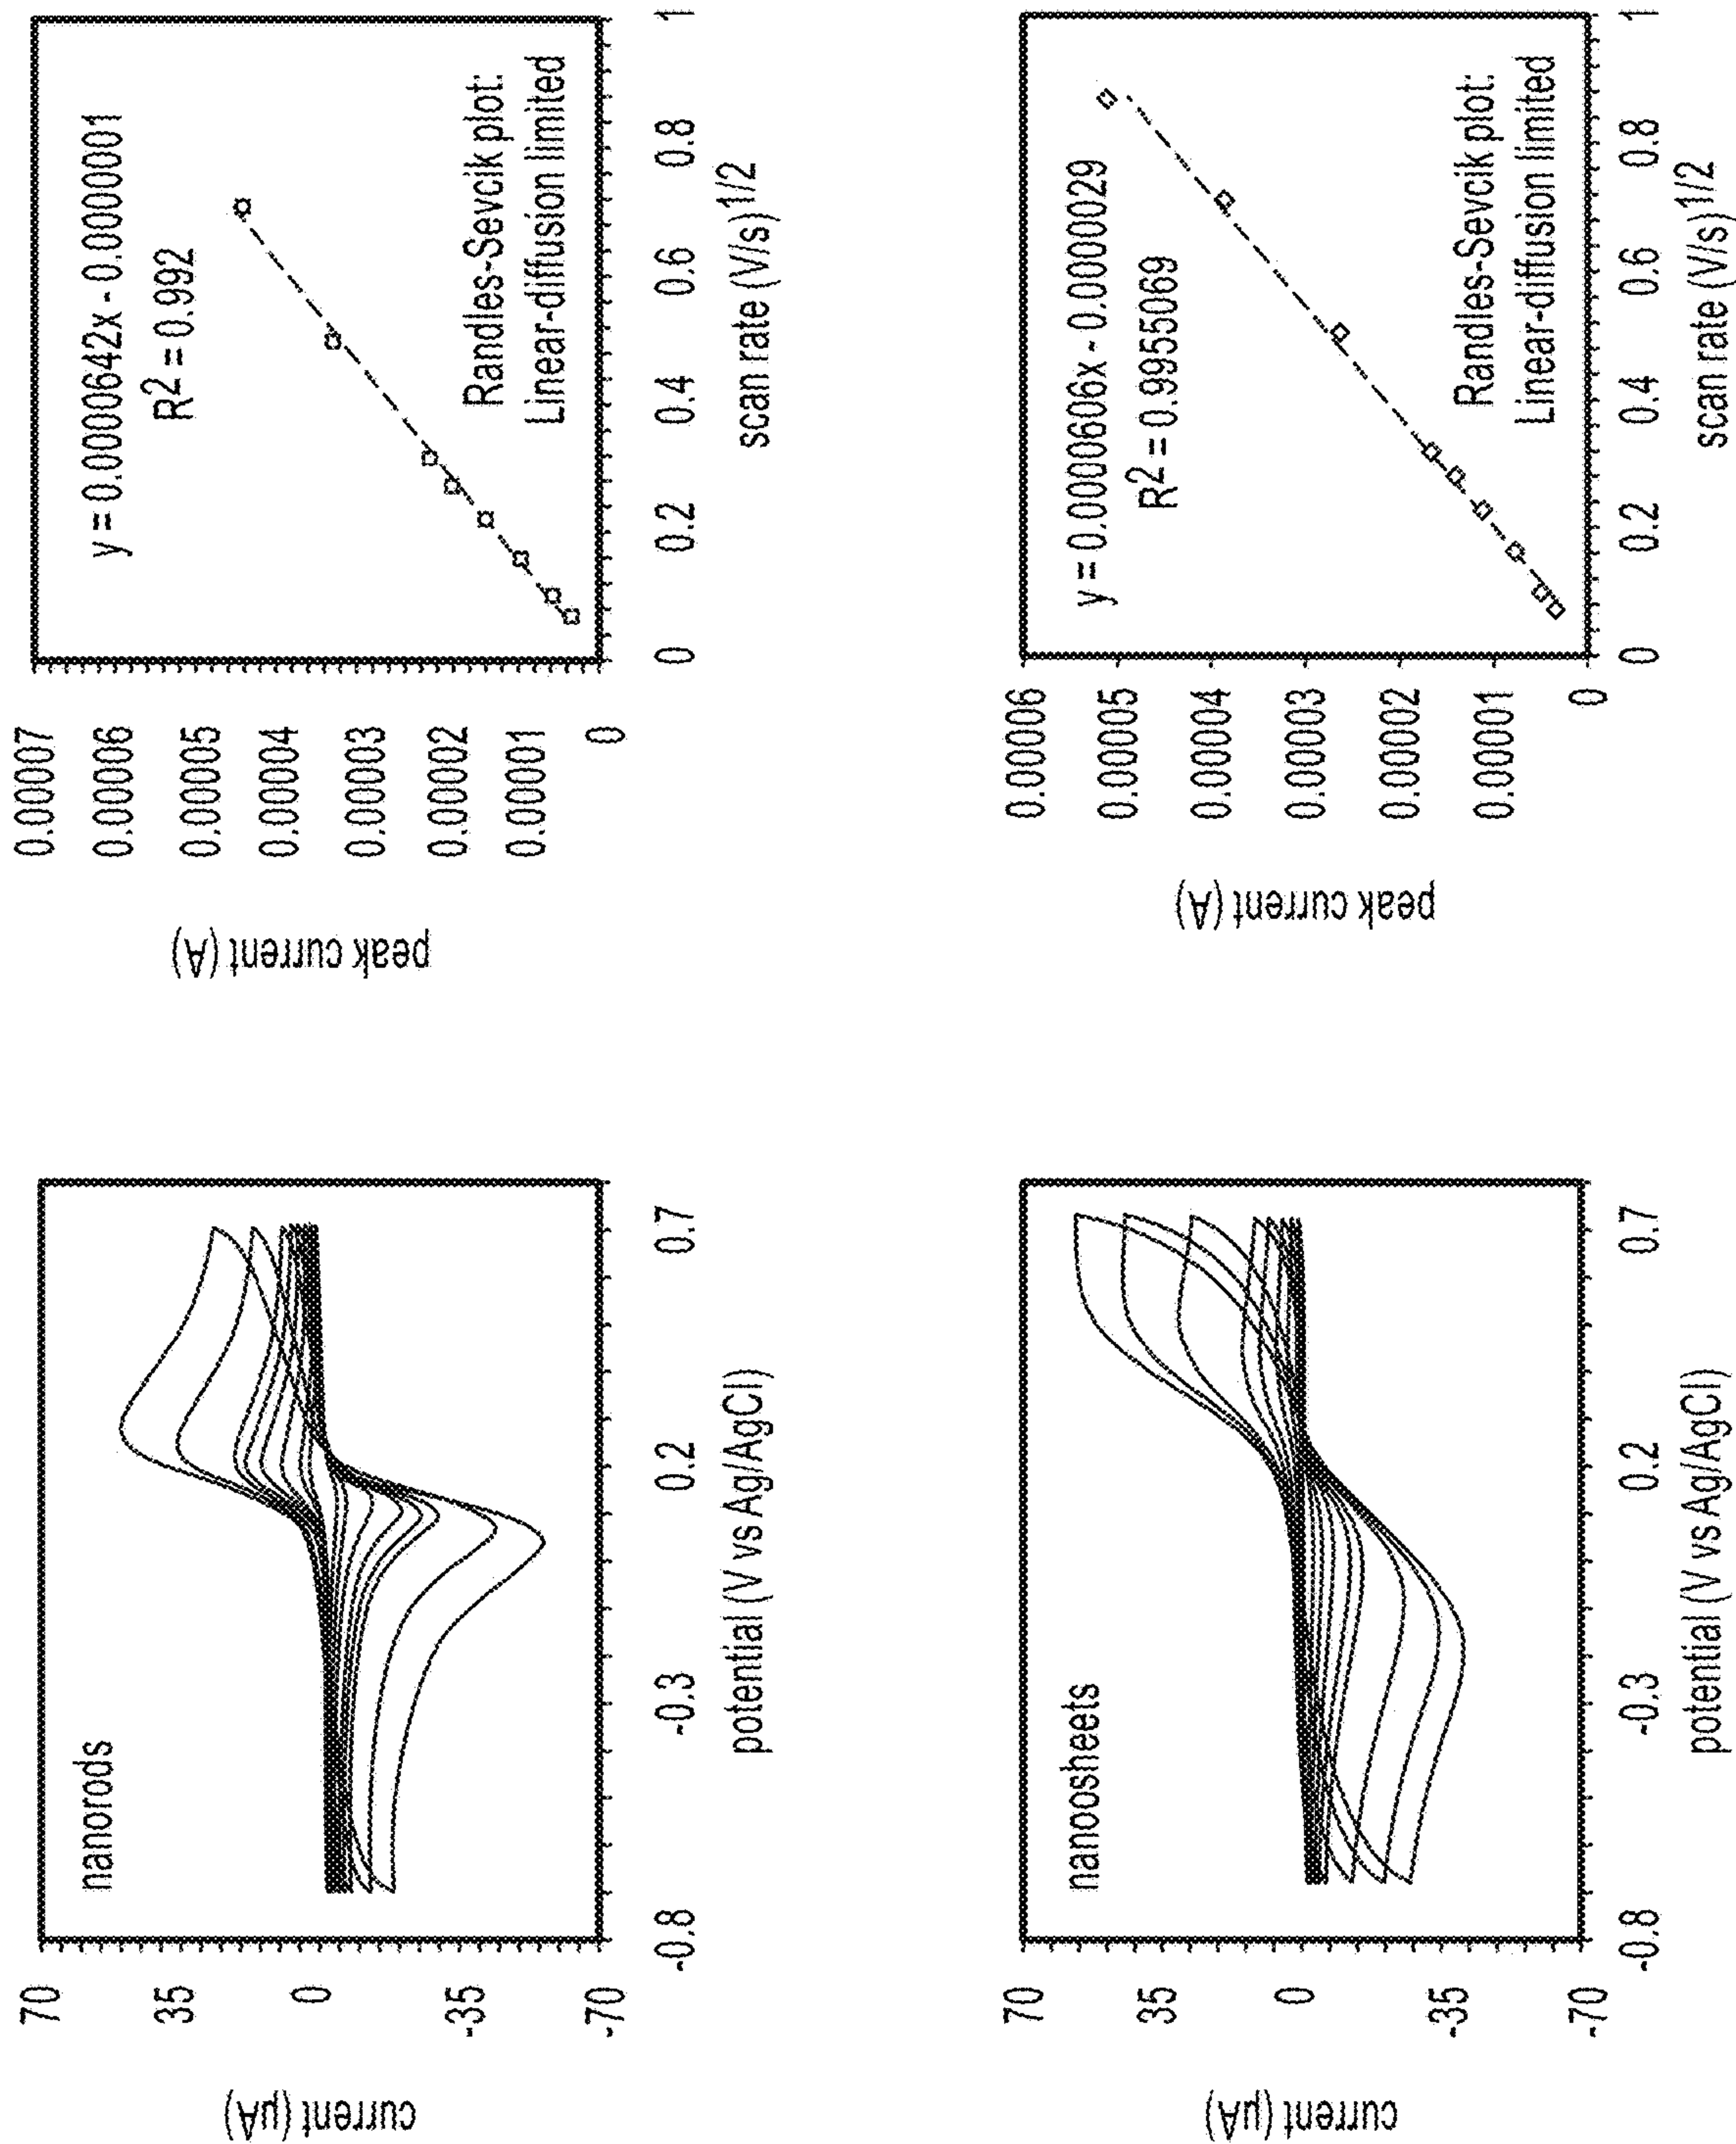 current (µA)
70
35
0
-35
-70
nanorods
-0.8
-0.3
0.2
0.7
potential (V vs Ag/AgCl)
peak current (A)
0.00007
0.00006
0.00005
0.00004
0.00003
0.00002
0.00001
0
y = 0.0000642x - 0.0000001
R2 = 0.992
Randles-Sevcik plot:
Linear-diffusion limited
0
0.2
0.4
0.6
0.8
1
scan rate (V/s)1/2
current (µA)
70
35
0
-35
-70
nanoosheets
-0.8
-0.3
0.2
0.7
potential (V vs Ag/AgCl)
peak current (A)
0.00006
0.00005
0.00004
0.00003
0.00002
0.00001
0
y = 0.0000606x - 0.0000029
R2 = 0.9955069
Randles-Sevcik plot:
Linear-diffusion limited
0
0.2
0.4
0.6
0.8
1
scan rate (V/s)1/2